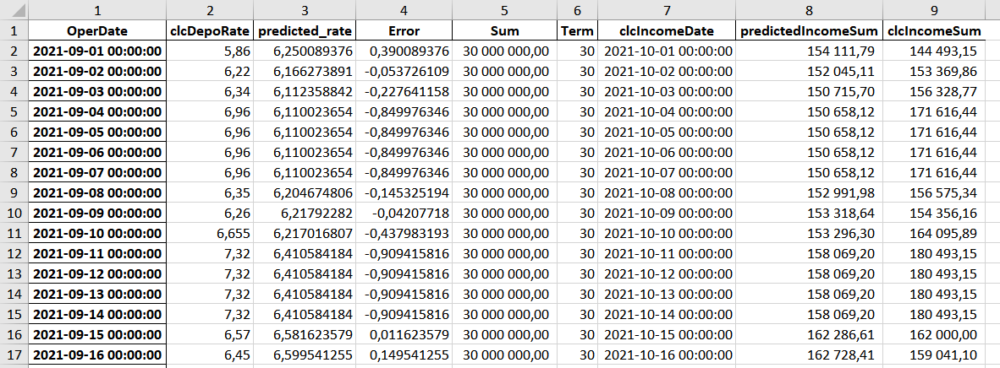 1 2 3 4 5 6 7 8 9
1 OperDate clcDepoRate predicted_rate Error Sum Term clcIncomeDate predictedIncomeSum clcIncomeSum
2 2021-09-01 00:00:00 5,86 6,250089376 0,390089376 30 000 000,00 30 2021-10-01 00:00:00 154 111,79 144 493,15
3 2021-09-02 00:00:00 6,22 6,166273891 -0,053726109 30 000 000,00 30 2021-10-02 00:00:00 152 045,11 153 369,86
4 2021-09-03 00:00:00 6,34 6,112358842 -0,227641158 30 000 000,00 30 2021-10-03 00:00:00 150 715,70 156 328,77
5 2021-09-04 00:00:00 6,96 6,110023654 -0,849976346 30 000 000,00 30 2021-10-04 00:00:00 150 658,12 171 616,44
6 2021-09-05 00:00:00 6,96 6,110023654 -0,849976346 30 000 000,00 30 2021-10-05 00:00:00 150 658,12 171 616,44
7 2021-09-06 00:00:00 6,96 6,110023654 -0,849976346 30 000 000,00 30 2021-10-06 00:00:00 150 658,12 171 616,44
8 2021-09-07 00:00:00 6,96 6,110023654 -0,849976346 30 000 000,00 30 2021-10-07 00:00:00 150 658,12 171 616,44
9 2021-09-08 00:00:00 6,35 6,204674806 -0,145325194 30 000 000,00 30 2021-10-08 00:00:00 152 991,98 156 575,34
10 2021-09-09 00:00:00 6,26 6,21792282 -0,04207718 30 000 000,00 30 2021-10-09 00:00:00 153 318,64 154 356,16
11 2021-09-10 00:00:00 6,655 6,217016807 -0,437983193 30 000 000,00 30 2021-10-10 00:00:00 153 296,30 164 095,89
12 2021-09-11 00:00:00 7,32 6,410584184 -0,909415816 30 000 000,00 30 2021-10-11 00:00:00 158 069,20 180 493,15
13 2021-09-12 00:00:00 7,32 6,410584184 -0,909415816 30 000 000,00 30 2021-10-12 00:00:00 158 069,20 180 493,15
14 2021-09-13 00:00:00 7,32 6,410584184 -0,909415816 30 000 000,00 30 2021-10-13 00:00:00 158 069,20 180 493,15
15 2021-09-14 00:00:00 7,32 6,410584184 -0,909415816 30 000 000,00 30 2021-10-14 00:00:00 158 069,20 180 493,15
16 2021-09-15 00:00:00 6,57 6,581623579 0,011623579 30 000 000,00 30 2021-10-15 00:00:00 162 286,61 162 000,00
17 2021-09-16 00:00:00 6,45 6,599541255 0,149541255 30 000 000,00 30 2021-10-16 00:00:00 162 728,41 159 041,10